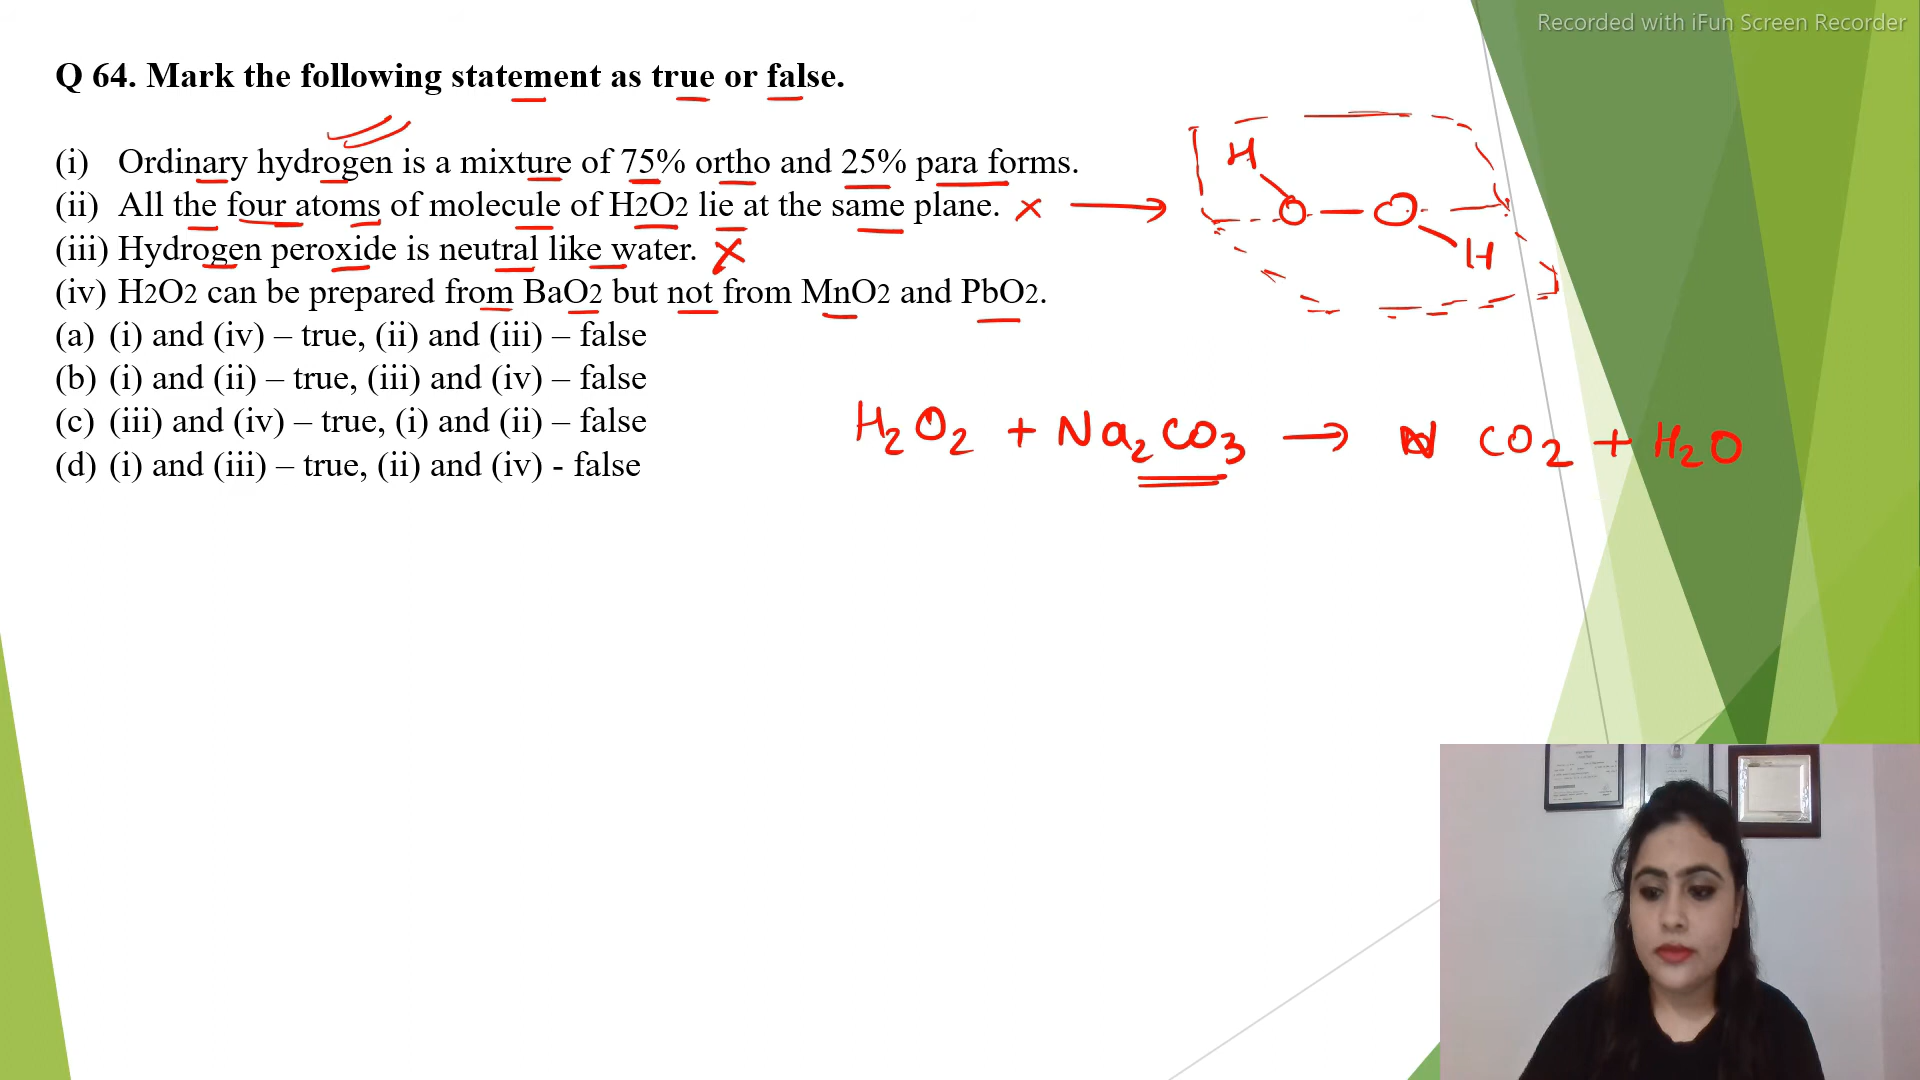 Recorded with iFun Screen Recorder
Q 64. Mark the following statement as true or false.
(i) Ordinary hydrogen is a mixture of 75% ortho and 25% para forms.
(ii) All the four atoms of molecule of H2O2 lie at the same plane. ×
(iii) Hydrogen peroxide is neutral like water. ×
(iv) H2O2 can be prepared from BaO2 but not from MnO2 and PbO2.
(a) (i) and (iv) – true, (ii) and (iii) – false
(b) (i) and (ii) – true, (iii) and (iv) – false
(c) (iii) and (iv) – true, (i) and (ii) – false
(d) (i) and (iii) – true, (ii) and (iv) - false
H
O — O
H
H2O2 + Na2CO3 → CO2 + H2O